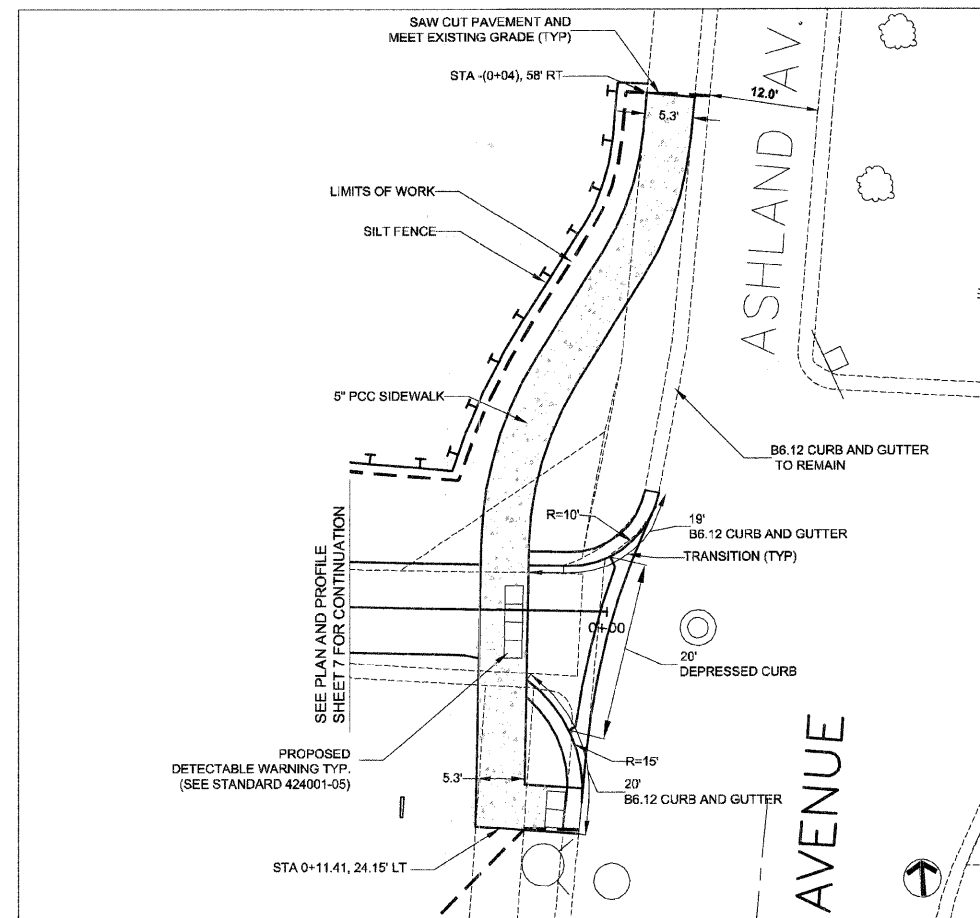 SAW CUT PAVEMENT AND
MEET EXISTING GRADE (TYP)
STA -(0+04), 58' RT
12.0'
5.3'
ASHLAND AV.
LIMITS OF WORK
SILT FENCE
5" PCC SIDEWALK
B6.12 CURB AND GUTTER
TO REMAIN
R=10'
19'
B6.12 CURB AND GUTTER
TRANSITION (TYP)
SEE PLAN AND PROFILE
SHEET 7 FOR CONTINUATION
0+00
20'
DEPRESSED CURB
PROPOSED
DETECTABLE WARNING TYP.
(SEE STANDARD 424001-05)
5.3'
R=15'
20'
B6.12 CURB AND GUTTER
AVENUE
STA 0+11.41, 24.15' LT